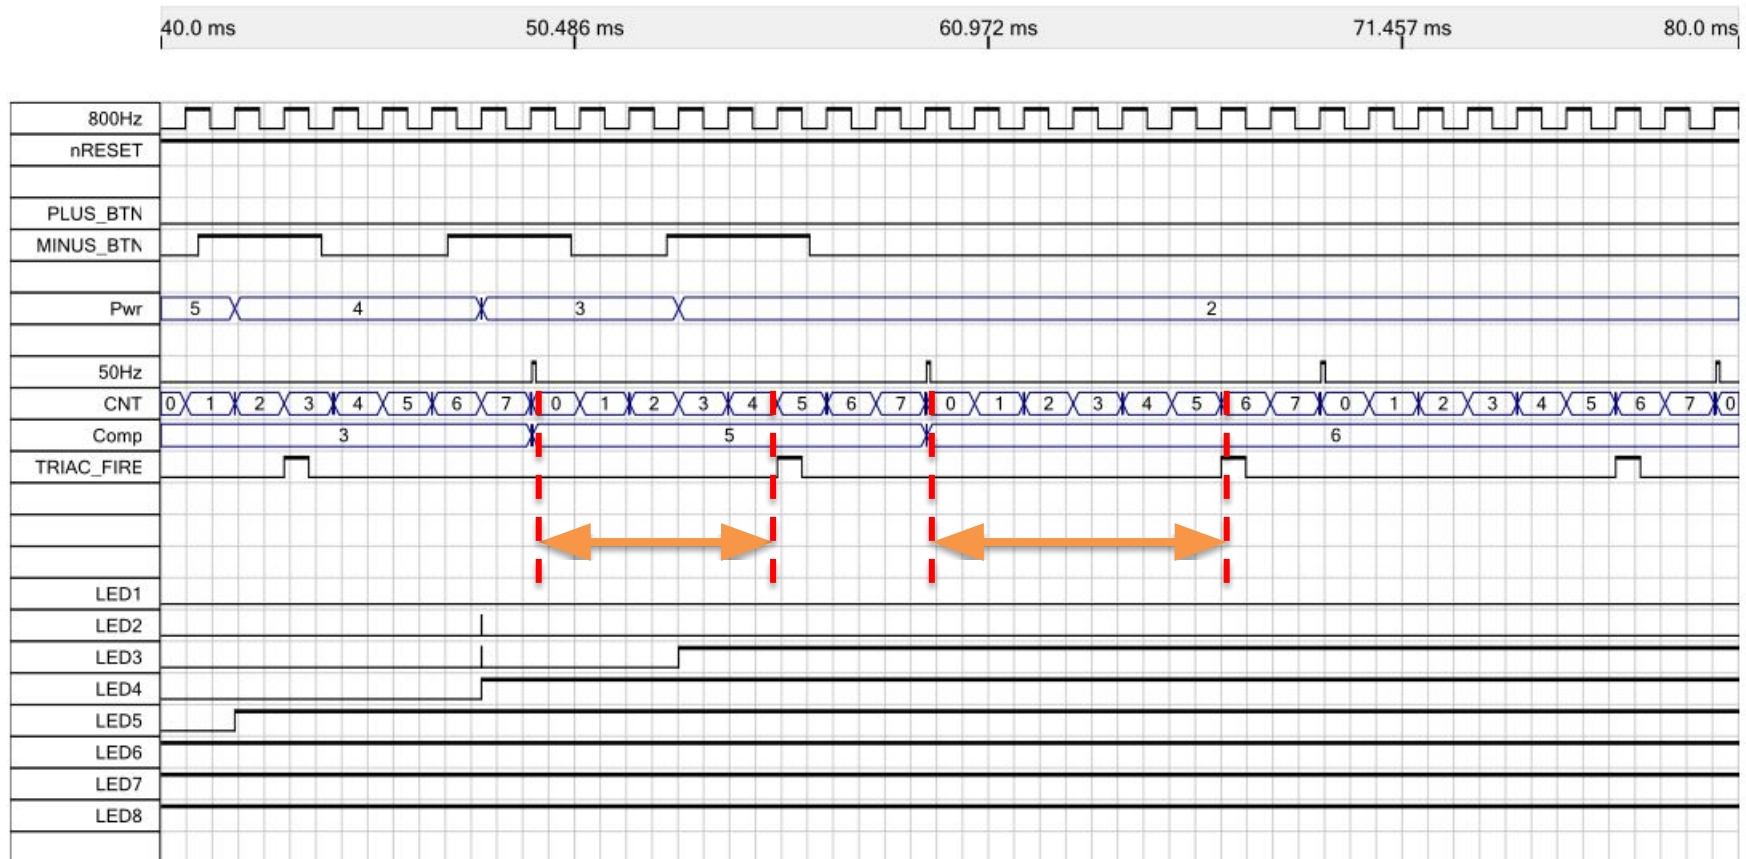 40.0 ms 50.486 ms 60.972 ms 71.457 ms 80.0 ms
800Hz
nRESET
PLUS_BTN
MINUS_BTN
Pwr 5 4 3 2
50Hz
CNT 0 1 2 3 4 5 6 7 0 1 2 3 4 5 6 7 0 1 2 3 4 5 6 7 0 1 2 3 4 5 6 7 0
Comp 3 5 6
TRIAC_FIRE
LED1
LED2
LED3
LED4
LED5
LED6
LED7
LED8